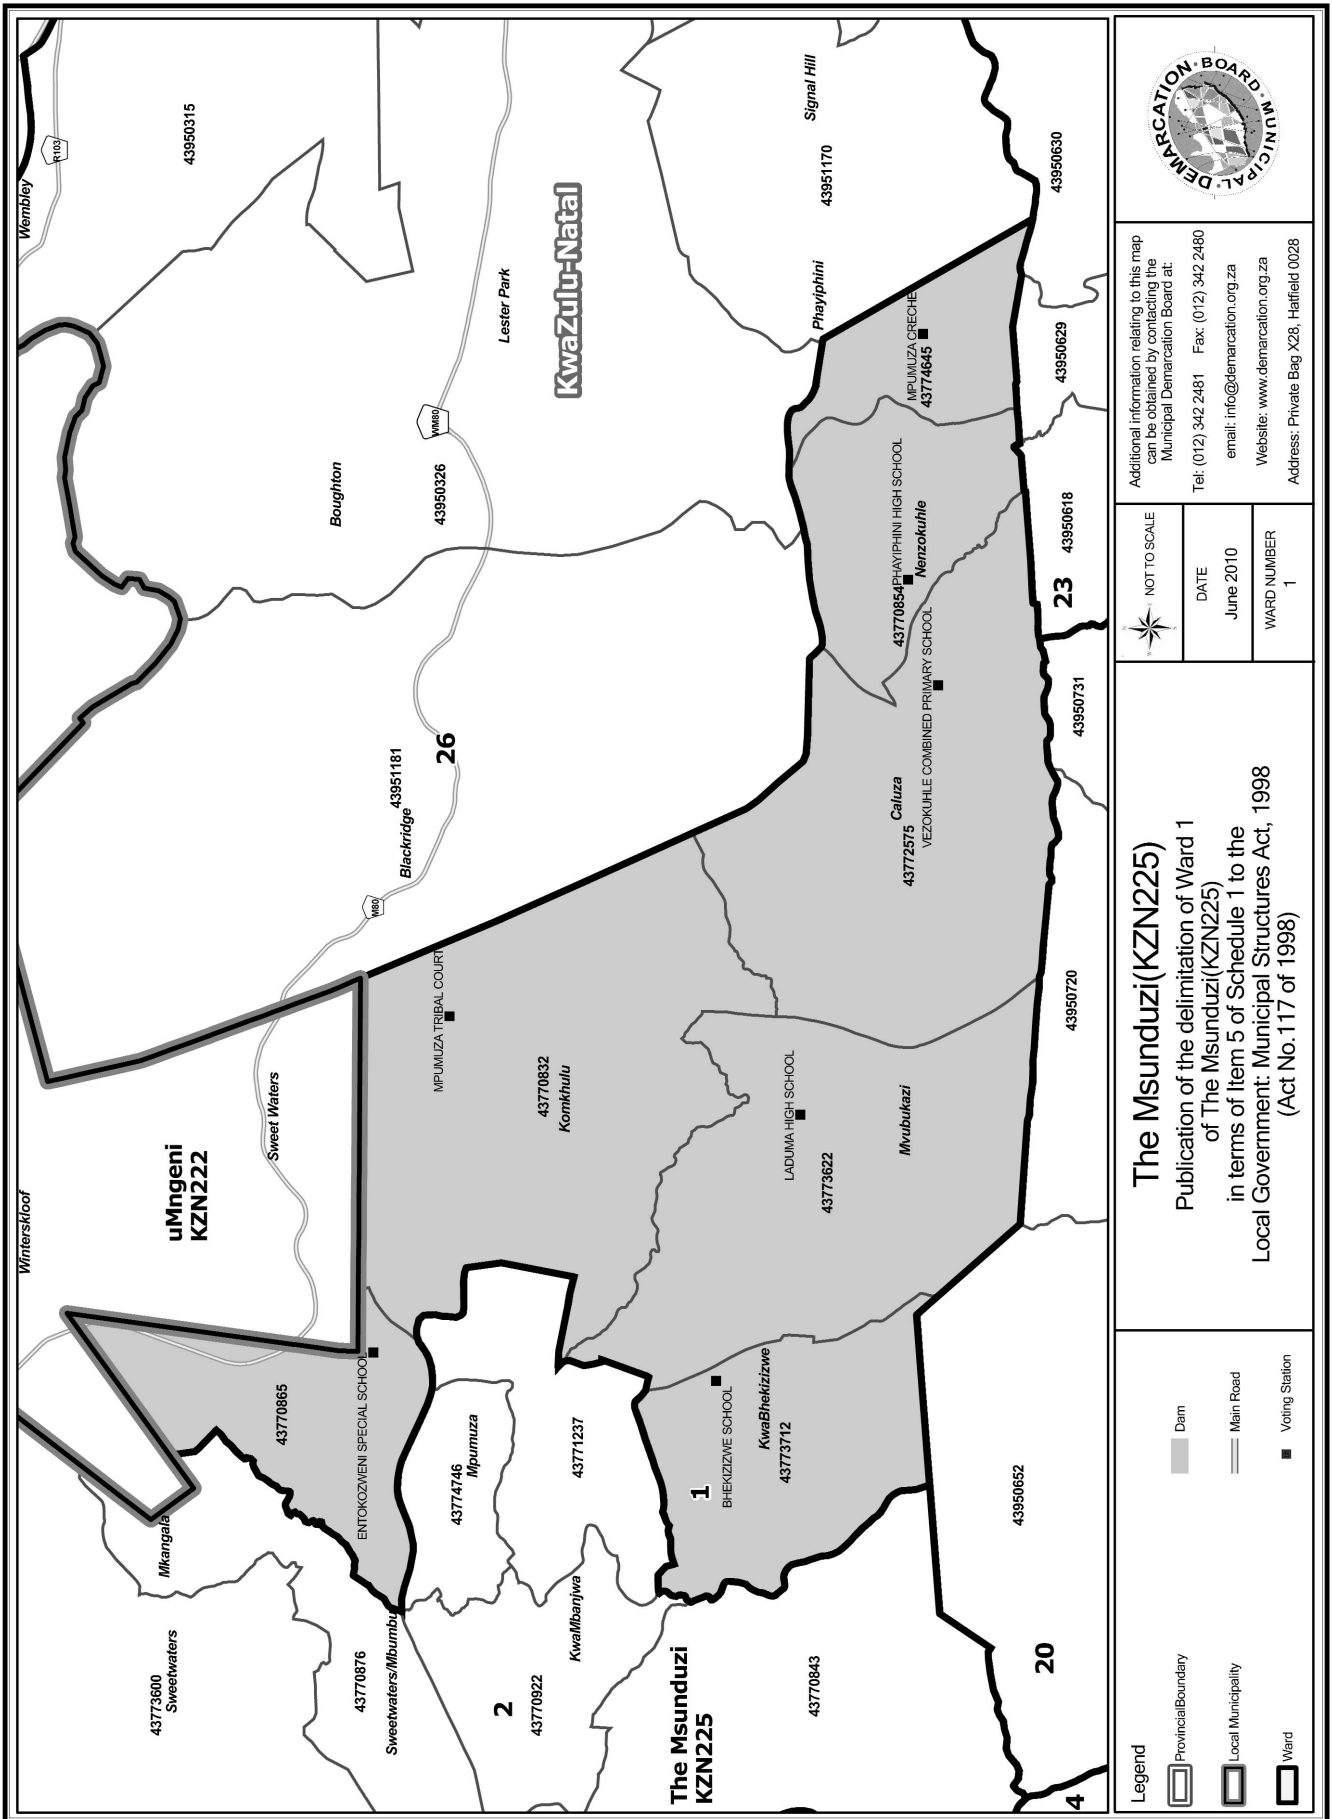 Winterskloof
Wembley
R103
43950315
uMngeni
KZN222
Sweet Waters
Mkangala
43773600
Sweetwaters
43770865
43770876
Sweetwaters/Mbumbu
ENTOKOZWENI SPECIAL SCHOOL
M80
43951181
Blackridge
26
Boughton
43950326
WM80
Lester Park
KwaZulu-Natal
MPUMUZA TRIBAL COURT
43770832
Komkhulu
43774746
Mpumuza
2
43770922
KwaMbanjwa
43771237
The Msunduzi
KZN225
43770843
1
BHEKIZIZWE SCHOOL
KwaBhekizizwe
43773712
LADUMA HIGH SCHOOL
43773622
Mvubukazi
Caluza
43772575
VEZOKUHLE COMBINED PRIMARY SCHOOL
43770854
PHAYIPHINI HIGH SCHOOL
Nenzokuhle
MPUMUZA CRECHE
43774645
Phayiphini
Signal Hill
43951170
4
20
43950652
43950720
43950731
23
43950618
43950629
43950630
Legend
ProvincialBoundary
Local Municipality
Ward
Dam
Main Road
Voting Station
The Msunduzi(KZN225)
Publication of the delimitation of Ward 1
of The Msunduzi(KZN225)
in terms of Item 5 of Schedule 1 to the
Local Government: Municipal Structures Act, 1998
(Act No.117 of 1998)
NOT TO SCALE
DATE
June 2010
WARD NUMBER
1
Additional information relating to this map
can be obtained by contacting the
Municipal Demarcation Board at:
Tel: (012) 342 2481 Fax: (012) 342 2480
email: info@demarcation.org.za
Website: www.demarcation.org.za
Address: Private Bag X28, Hatfield 0028
MUNICIPAL • DEMARCATION • BOARD •